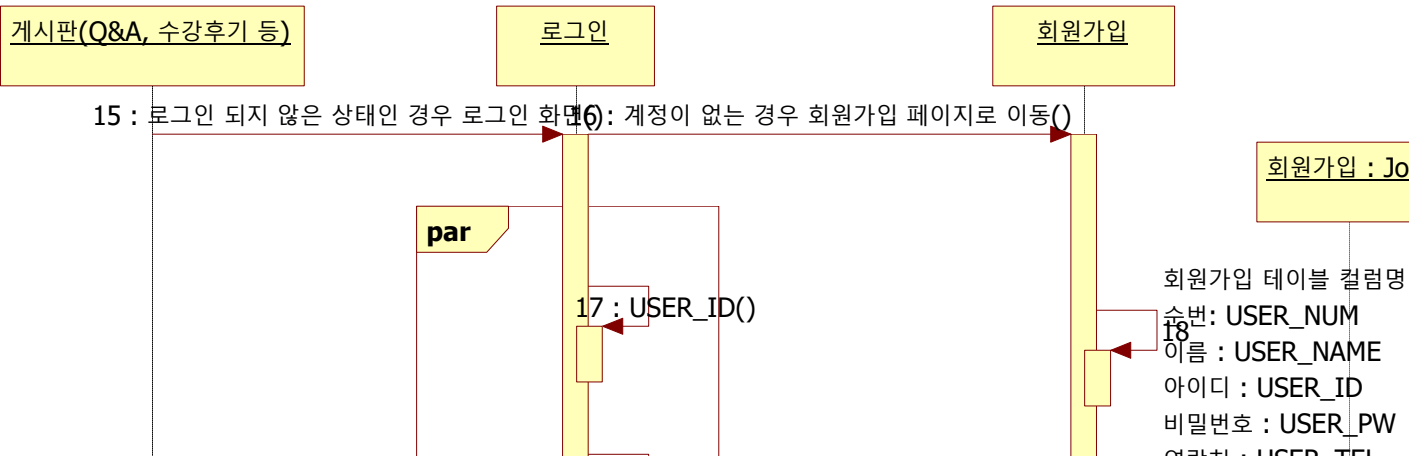 게시판(Q&A, 수강후기 등)
로그인
회원가입
15 : 로그인 되지 않은 상태인 경우 로그인 화면()
16 : 계정이 없는 경우 회원가입 페이지로 이동()
회원가입 : Jo
par
회원가입 테이블 컬럼명
17 : USER_ID()
순번: USER_NUM
18
이름 : USER_NAME
아이디 : USER_ID
비밀번호 : USER_PW
연락처 : USER_TEL